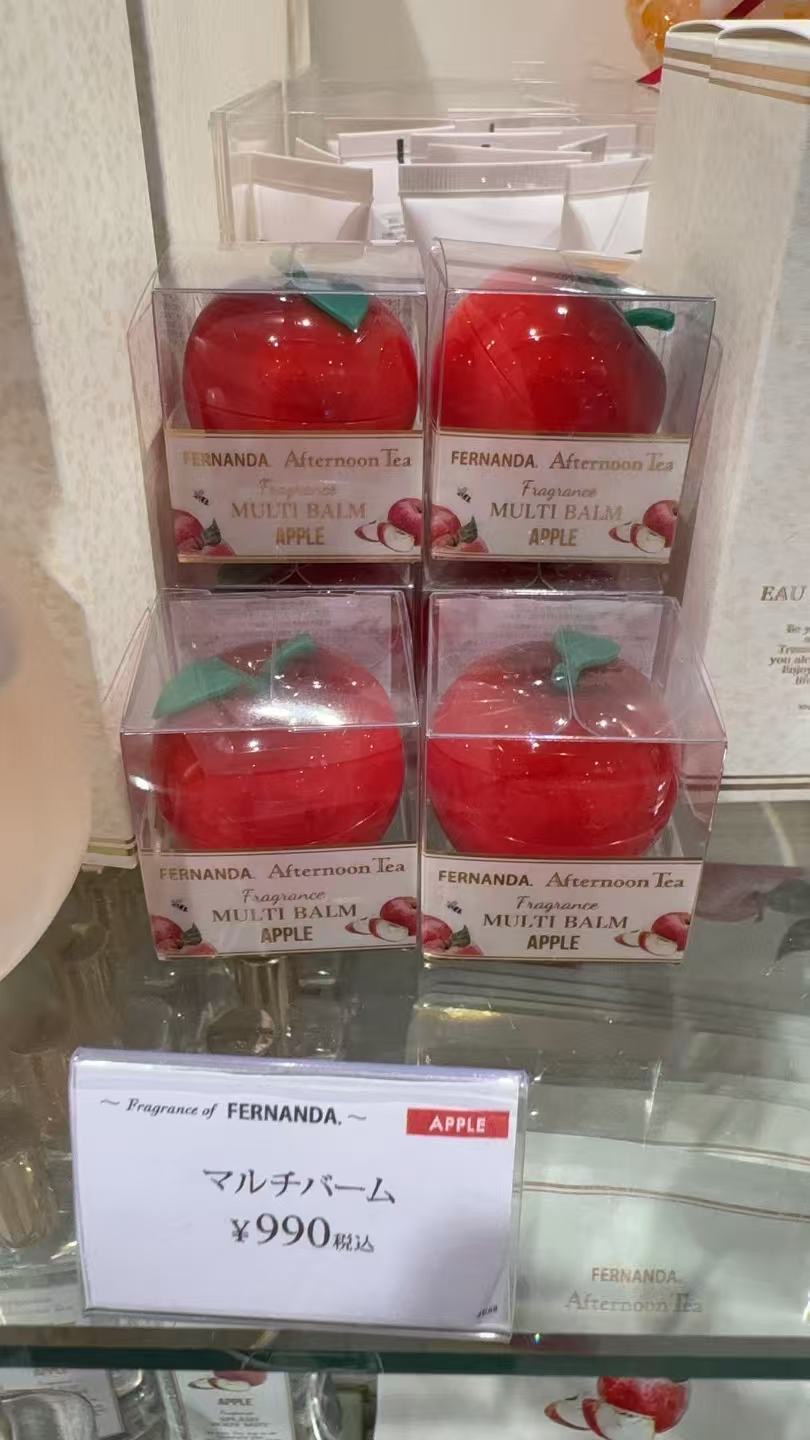 FERNANDA. Afternoon Tea
Fragrance
MULTI BALM
APPLE
FERNANDA. Afternoon Tea
Fragrance
MULTI BALM
APPLE
EAU
FERNANDA. Afternoon Tea
Fragrance
MULTI BALM
APPLE
FERNANDA. Afternoon Tea
Fragrance
MULTI BALM
APPLE
~ Fragrance of FERNANDA. ~
APPLE
マルチバーム
¥990税込
FERNANDA.
Afternoon Tea
APPLE